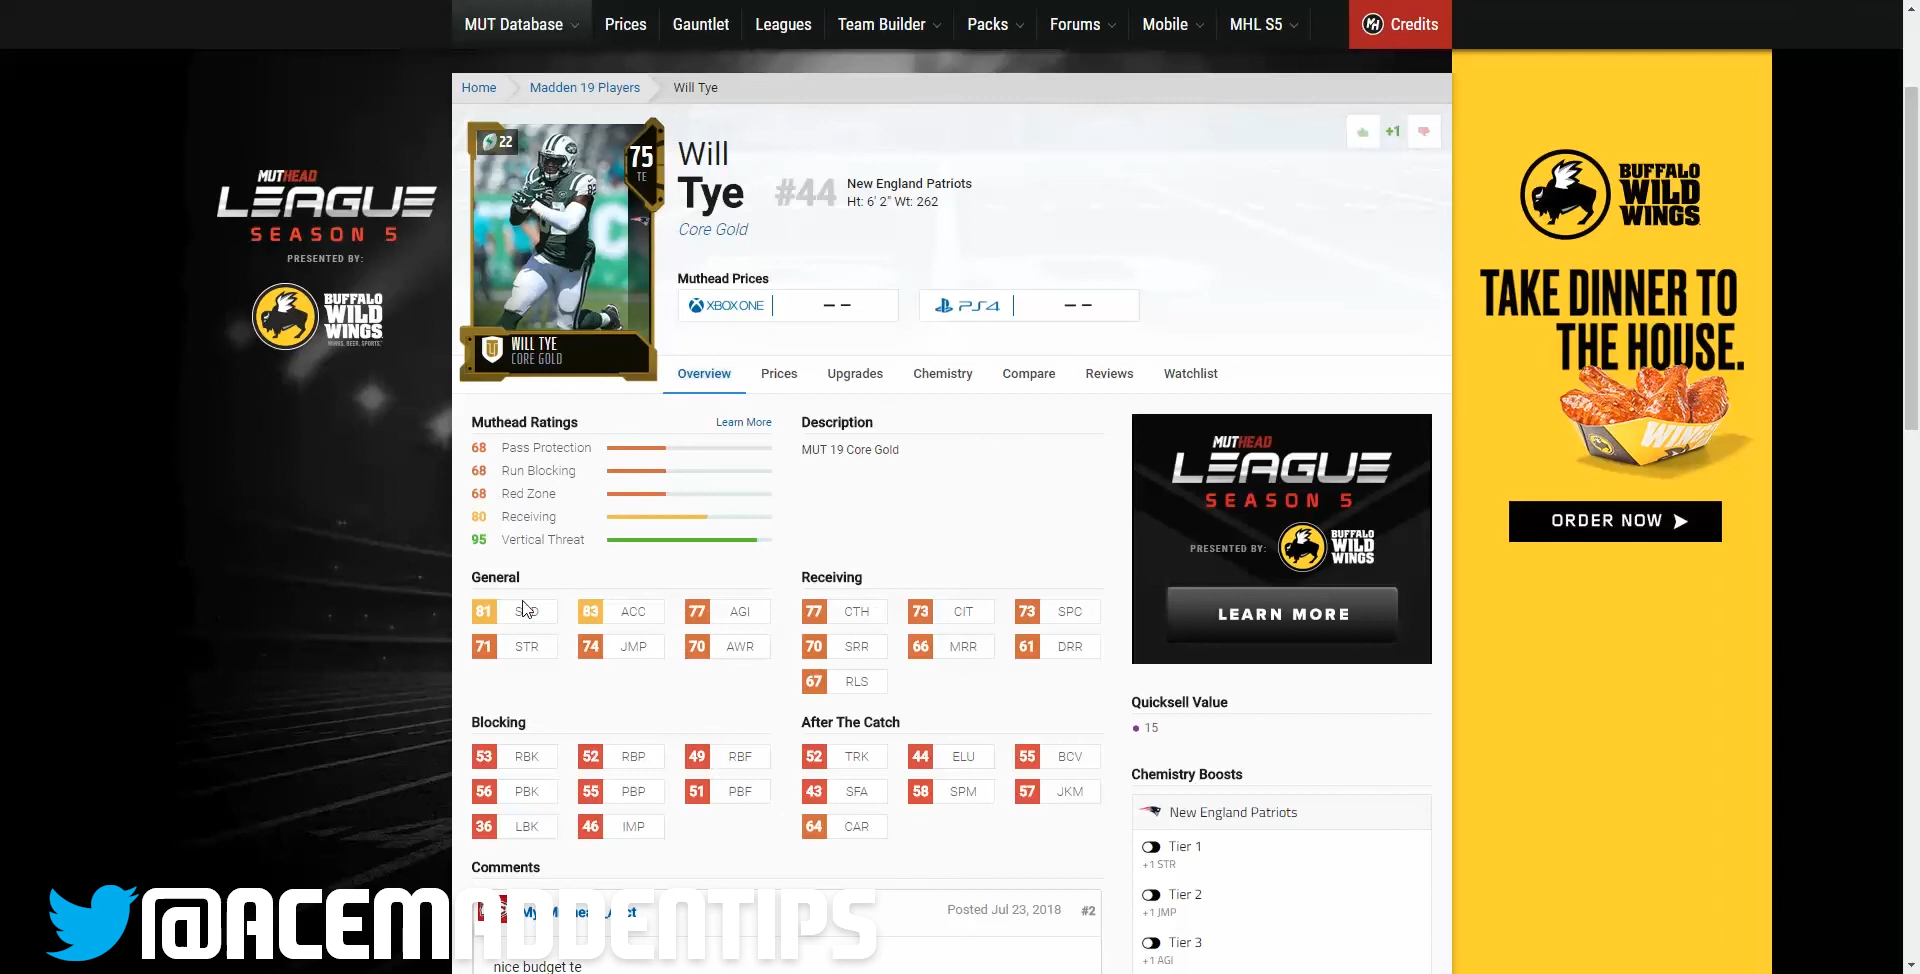 MUT Database Prices Gauntlet Leagues Team Builder Packs Forums Mobile MHL S5 Credits
Home Madden 19 Players Will Tye
22
75
TE
WILL TYE
CORE GOLD
Will
Tye
Core Gold
#44
New England Patriots
Ht: 6' 2" Wt: 262
+1
Muthead Prices
XBOX ONE – –
PS4 – –
Overview Prices Upgrades Chemistry Compare Reviews Watchlist
MUTHEAD
LEAGUE
SEASON 5
PRESENTED BY:
BUFFALO
WILD
WINGS
WINGS. BEER. SPORTS.
Muthead Ratings Learn More
68 Pass Protection
68 Run Blocking
68 Red Zone
80 Receiving
95 Vertical Threat
Description
MUT 19 Core Gold
General
81 83 ACC 77 AGI
71 STR 74 JMP 70 AWR
Receiving
77 CTH 73 CIT 73 SPC
70 SRR 66 MRR 61 DRR
67 RLS
Blocking
53 RBK 52 RBP 49 RBF
56 PBK 55 PBP 51 PBF
36 LBK 46 IMP
After The Catch
52 TRK 44 ELU 55 BCV
43 SFA 58 SPM 57 JKM
64 CAR
Comments
Posted Jul 23, 2018 #2
nice budget te
@ACEMADDENTIPS
MUTHEAD
LEAGUE
SEASON 5
PRESENTED BY:
BUFFALO
WILD
WINGS
LEARN MORE
Quicksell Value
15
Chemistry Boosts
New England Patriots
Tier 1
+1 STR
Tier 2
+1 JMP
Tier 3
+1 AGI
BUFFALO
WILD
WINGS
TAKE DINNER TO
THE HOUSE.
WINGS
ORDER NOW